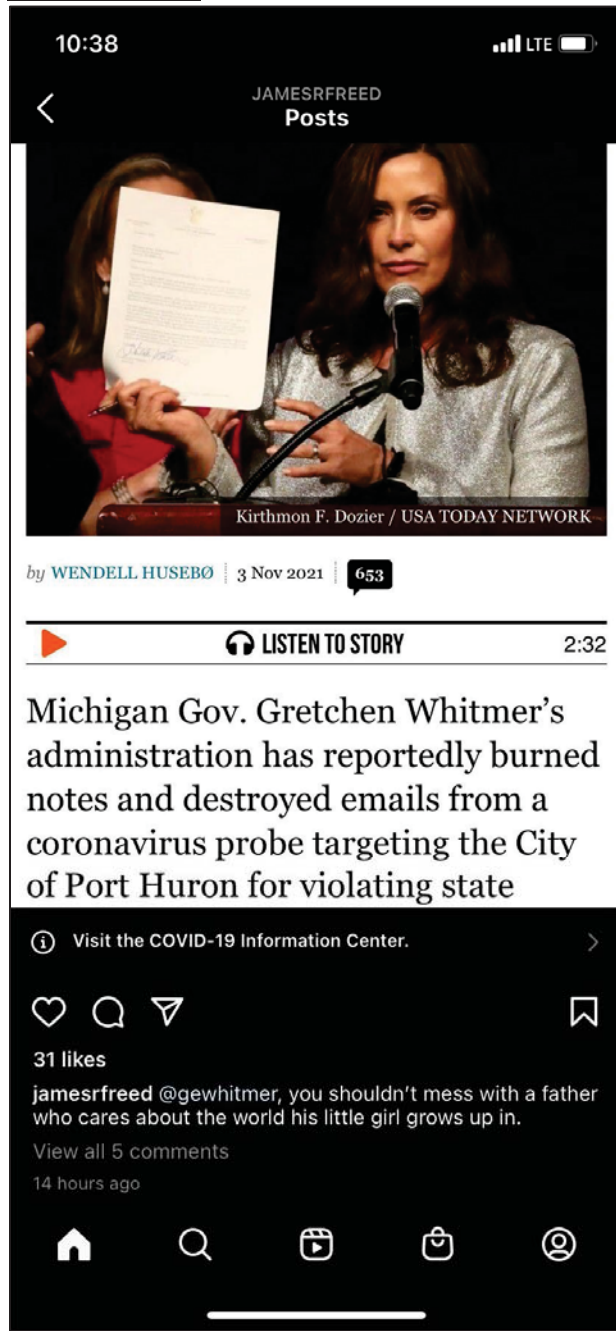 10:38 LTE
JAMESRFREED
Posts
Kirthmon F. Dozier / USA TODAY NETWORK
by WENDELL HUSEBØ 3 Nov 2021 653
LISTEN TO STORY 2:32
Michigan Gov. Gretchen Whitmer’s
administration has reportedly burned
notes and destroyed emails from a
coronavirus probe targeting the City
of Port Huron for violating state
Visit the COVID-19 Information Center.
31 likes
jamesrfreed @gewhitmer, you shouldn’t mess with a father
who cares about the world his little girl grows up in.
View all 5 comments
14 hours ago